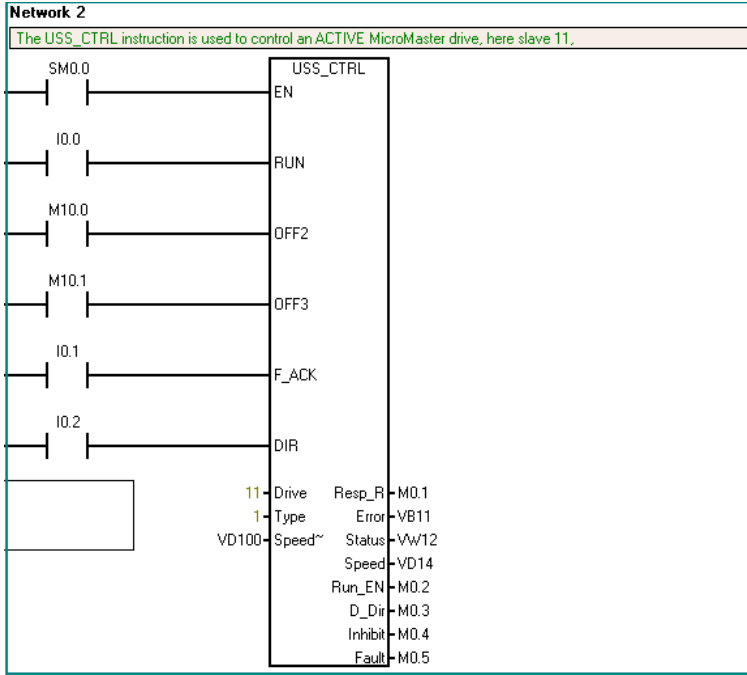 Network 2
The USS_CTRL instruction is used to control an ACTIVE MicroMaster drive, here slave 11,
SM0.0 USS_CTRL
EN
I0.0
RUN
M10.0
OFF2
M10.1
OFF3
I0.1
F_ACK
I0.2
DIR
11 Drive Resp_R M0.1
1 Type Error VB11
VD100 Speed~ Status VW12
Speed VD14
Run_EN M0.2
D_Dir M0.3
Inhibit M0.4
Fault M0.5